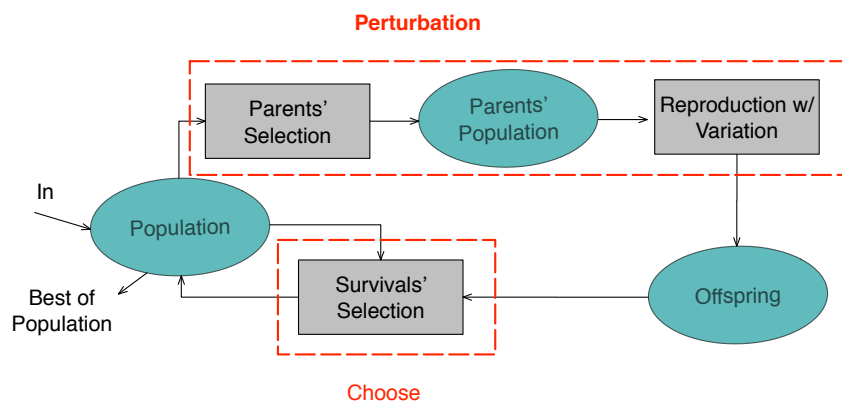 Perturbation
Parents'
Selection
Parents'
Population
Reproduction w/
Variation
In
Population
Survivals'
Selection
Offspring
Best of
Population
Choose